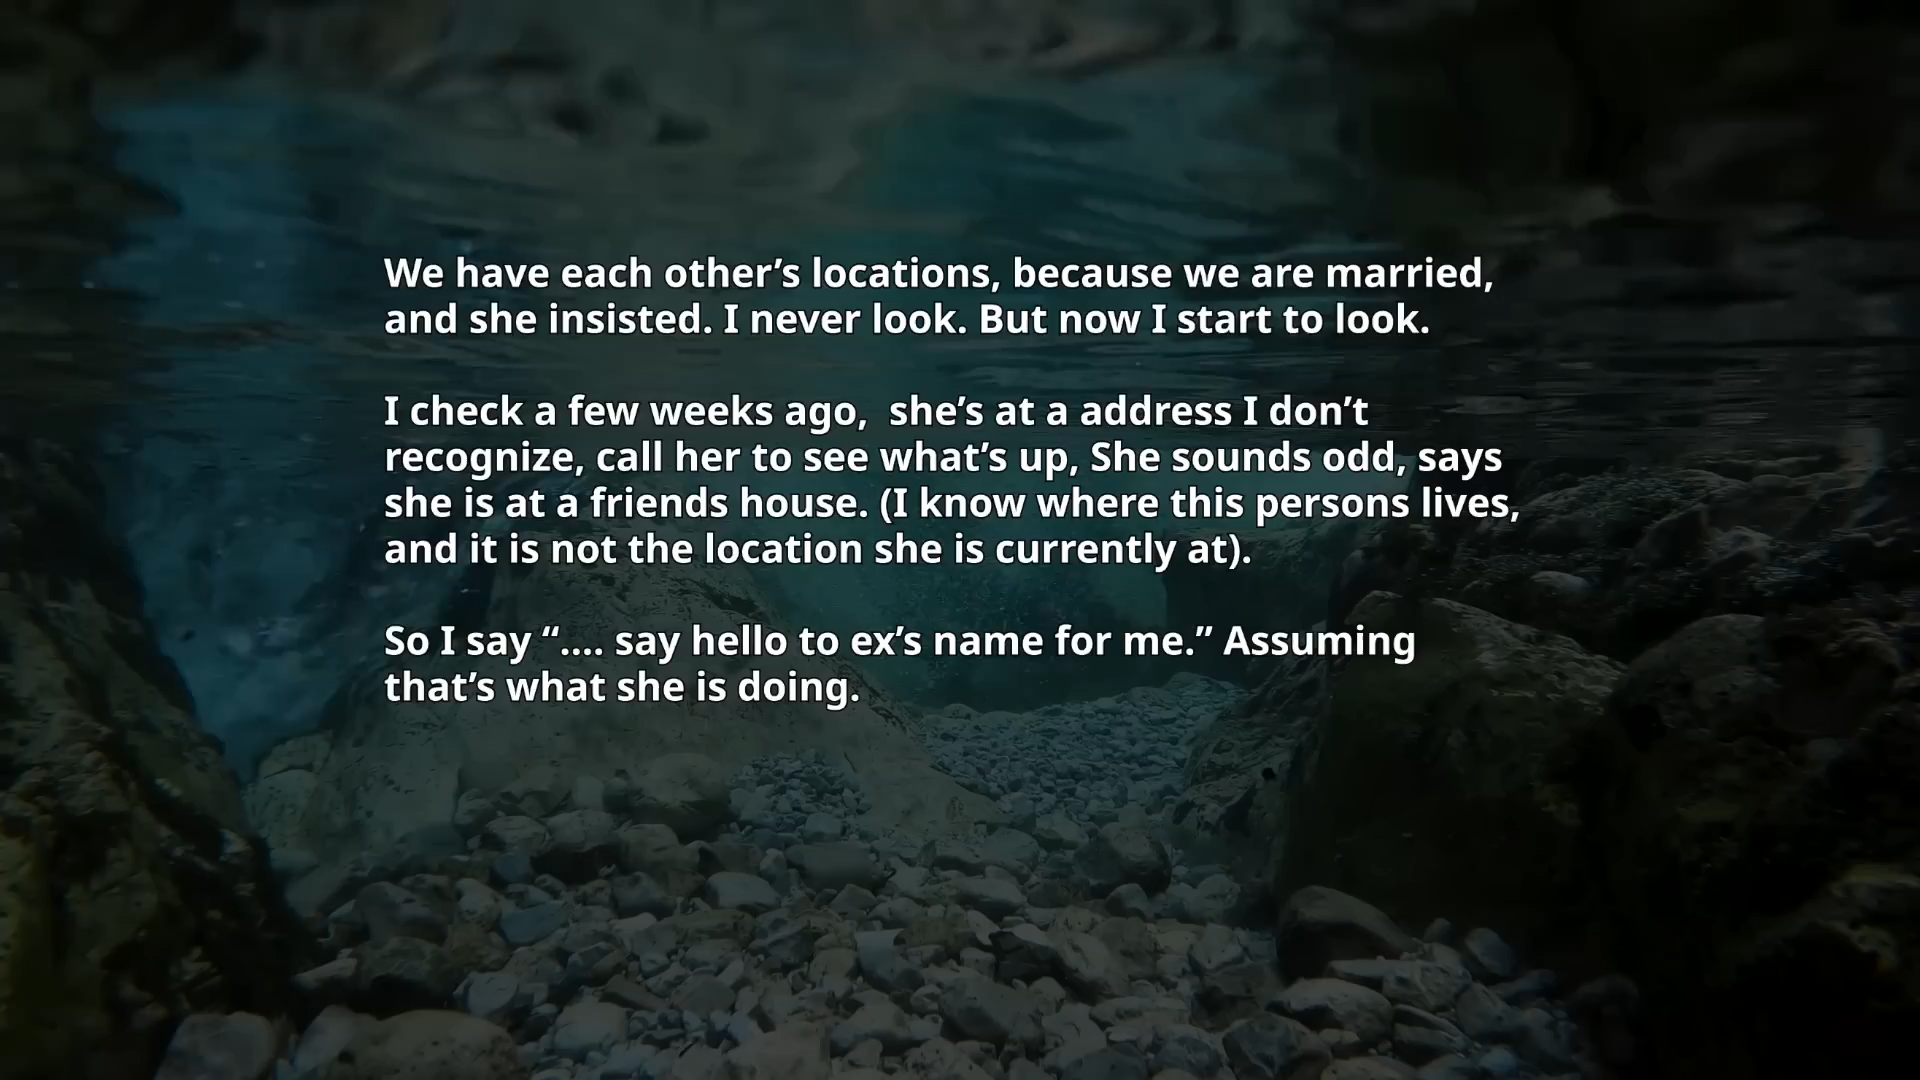 We have each other’s locations, because we are married,
and she insisted. I never look. But now I start to look.
I check a few weeks ago,  she’s at a address I don’t
recognize, call her to see what’s up, She sounds odd, says
she is at a friends house. (I know where this persons lives,
and it is not the location she is currently at).
So I say “.... say hello to ex’s name for me.” Assuming
that’s what she is doing.